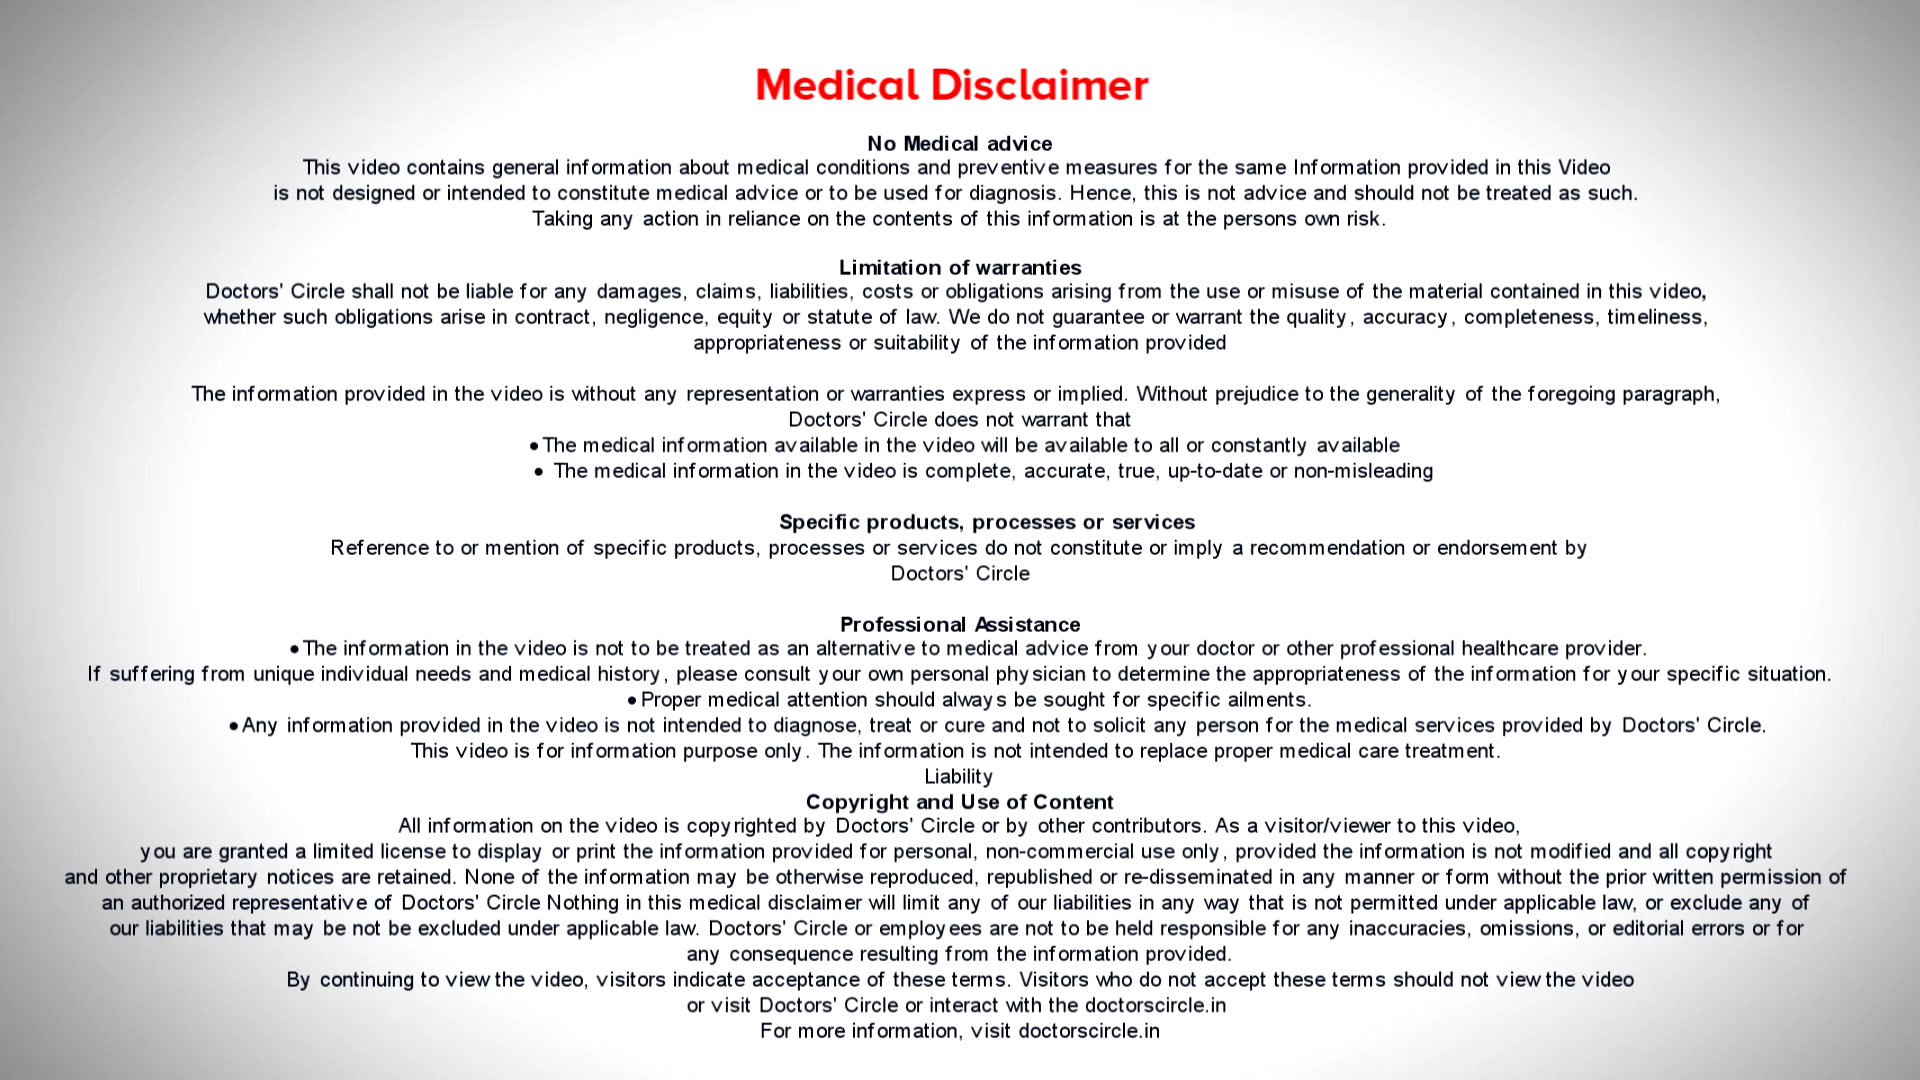 Medical Disclaimer
No Medical advice
This video contains general information about medical conditions and preventive measures for the same Information provided in this Video
is not designed or intended to constitute medical advice or to be used for diagnosis. Hence, this is not advice and should not be treated as such.
Taking any action in reliance on the contents of this information is at the persons own risk.
Limitation of warranties
Doctors' Circle shall not be liable for any damages, claims, liabilities, costs or obligations arising from the use or misuse of the material contained in this video,
whether such obligations arise in contract, negligence, equity or statute of law. We do not guarantee or warrant the quality, accuracy, completeness, timeliness,
appropriateness or suitability of the information provided
The information provided in the video is without any representation or warranties express or implied. Without prejudice to the generality of the foregoing paragraph,
Doctors' Circle does not warrant that
• The medical information available in the video will be available to all or constantly available
• The medical information in the video is complete, accurate, true, up-to-date or non-misleading
Specific products, processes or services
Reference to or mention of specific products, processes or services do not constitute or imply a recommendation or endorsement by
Doctors' Circle
Professional Assistance
• The information in the video is not to be treated as an alternative to medical advice from your doctor or other professional healthcare provider.
If suffering from unique individual needs and medical history, please consult your own personal physician to determine the appropriateness of the information for your specific situation.
• Proper medical attention should always be sought for specific ailments.
• Any information provided in the video is not intended to diagnose, treat or cure and not to solicit any person for the medical services provided by Doctors' Circle.
This video is for information purpose only. The information is not intended to replace proper medical care treatment.
Liability
Copyright and Use of Content
All information on the video is copyrighted by Doctors' Circle or by other contributors. As a visitor/viewer to this video,
you are granted a limited license to display or print the information provided for personal, non-commercial use only, provided the information is not modified and all copyright
and other proprietary notices are retained. None of the information may be otherwise reproduced, republished or re-disseminated in any manner or form without the prior written permission of
an authorized representative of Doctors' Circle Nothing in this medical disclaimer will limit any of our liabilities in any way that is not permitted under applicable law, or exclude any of
our liabilities that may be not be excluded under applicable law. Doctors' Circle or employees are not to be held responsible for any inaccuracies, omissions, or editorial errors or for
any consequence resulting from the information provided.
By continuing to view the video, visitors indicate acceptance of these terms. Visitors who do not accept these terms should not view the video
or visit Doctors' Circle or interact with the doctorscircle.in
For more information, visit doctorscircle.in